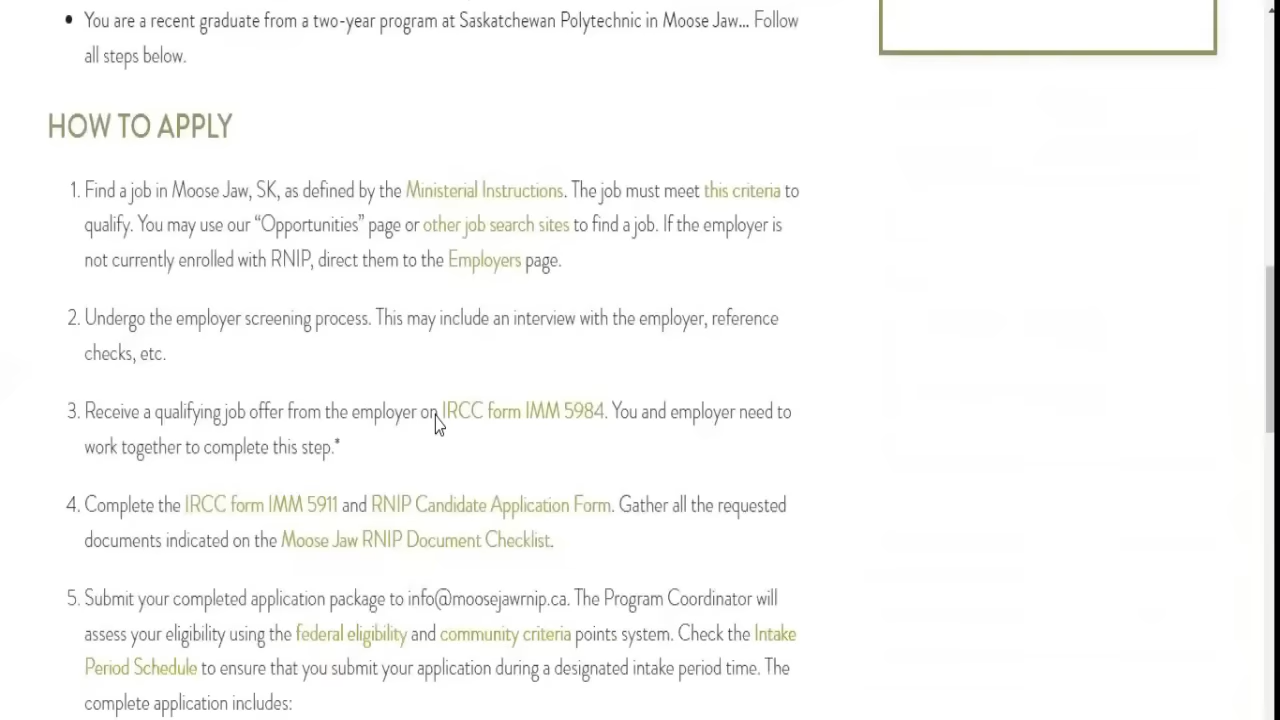 • You are a recent graduate from a two-year program at Saskatchewan Polytechnic in Moose Jaw... Follow
all steps below.
HOW TO APPLY
1. Find a job in Moose Jaw, SK, as defined by the Ministerial Instructions. The job must meet this criteria to
qualify. You may use our “Opportunities” page or other job search sites to find a job. If the employer is
not currently enrolled with RNIP, direct them to the Employers page.
2. Undergo the employer screening process. This may include an interview with the employer, reference
checks, etc.
3. Receive a qualifying job offer from the employer on IRCC form IMM 5984. You and employer need to
work together to complete this step.*
4. Complete the IRCC form IMM 5911 and RNIP Candidate Application Form. Gather all the requested
documents indicated on the Moose Jaw RNIP Document Checklist.
5. Submit your completed application package to info@moosejawrnip.ca. The Program Coordinator will
assess your eligibility using the federal eligibility and community criteria points system. Check the Intake
Period Schedule to ensure that you submit your application during a designated intake period time. The
complete application includes: